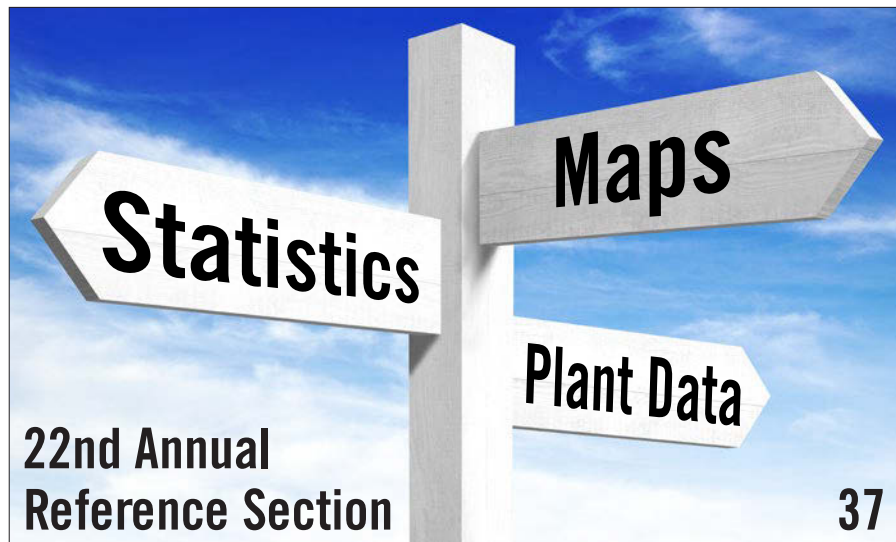 Maps
Statistics
Plant Data
22nd Annual
Reference Section
37